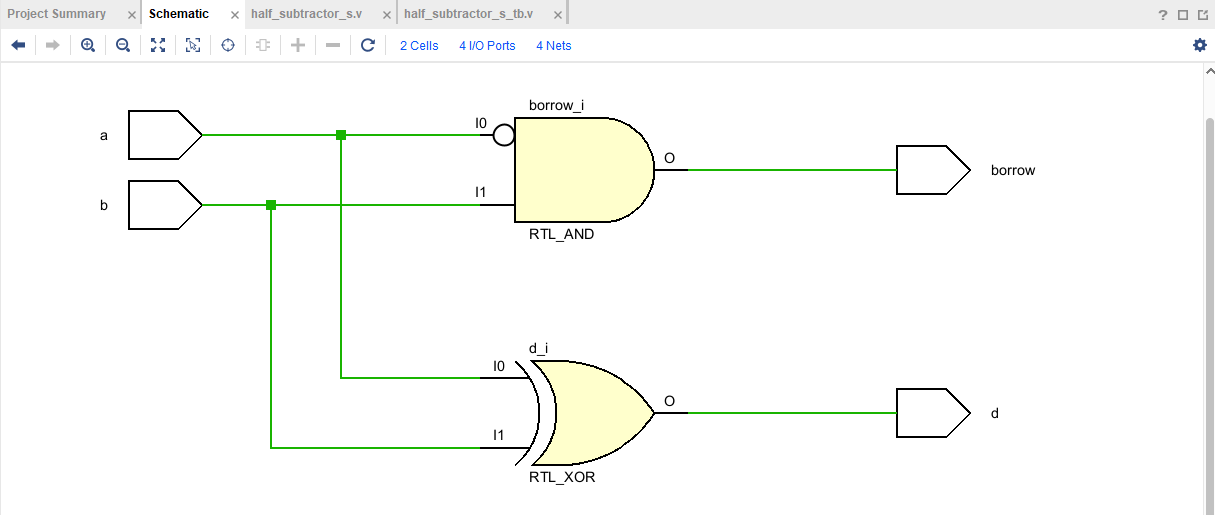 Project Summary
Schematic
half_subtractor_s.v
half_subtractor_s_tb.v
?
2 Cells
4 I/O Ports
4 Nets
borrow_i
a
I0
O
borrow
b
I1
RTL_AND
d_i
I0
O
d
I1
RTL_XOR